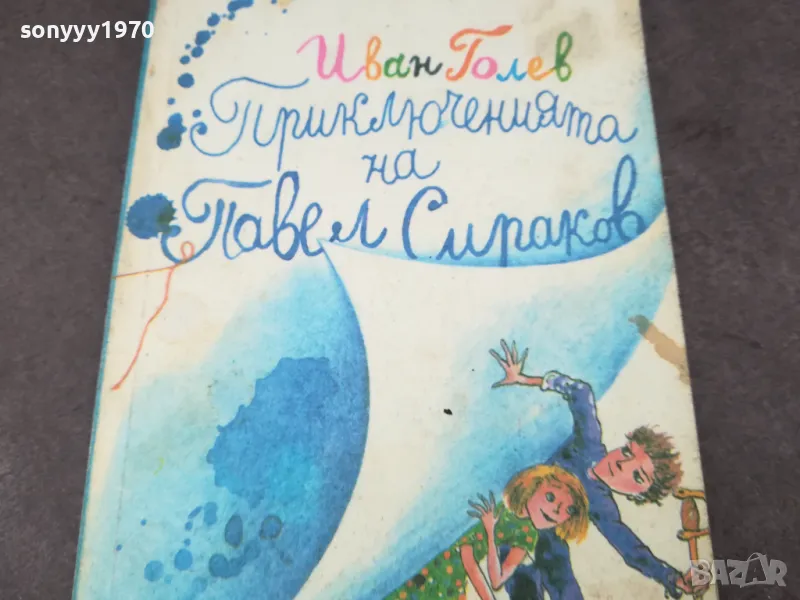 sonyyy1970
Иван Голев
Приключенията
на
Павел Сираков
BAZAR